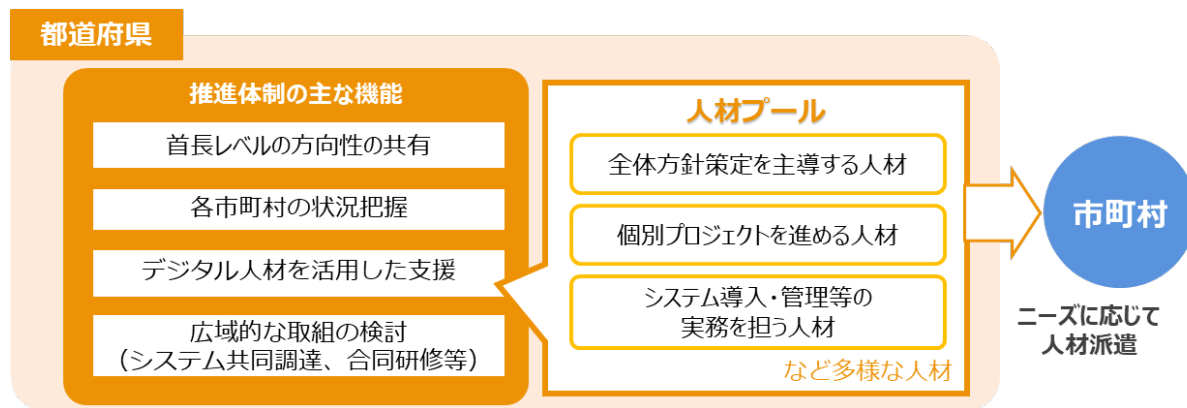 都道府県
推進体制の主な機能
首長レベルの方向性の共有
各市町村の状況把握
デジタル人材を活用した支援
広域的な取組の検討
（システム共同調達、合同研修等）
人材プール
全体方針策定を主導する人材
個別プロジェクトを進める人材
システム導入・管理等の
実務を担う人材
など多様な人材
市町村
ニーズに応じて
人材派遣